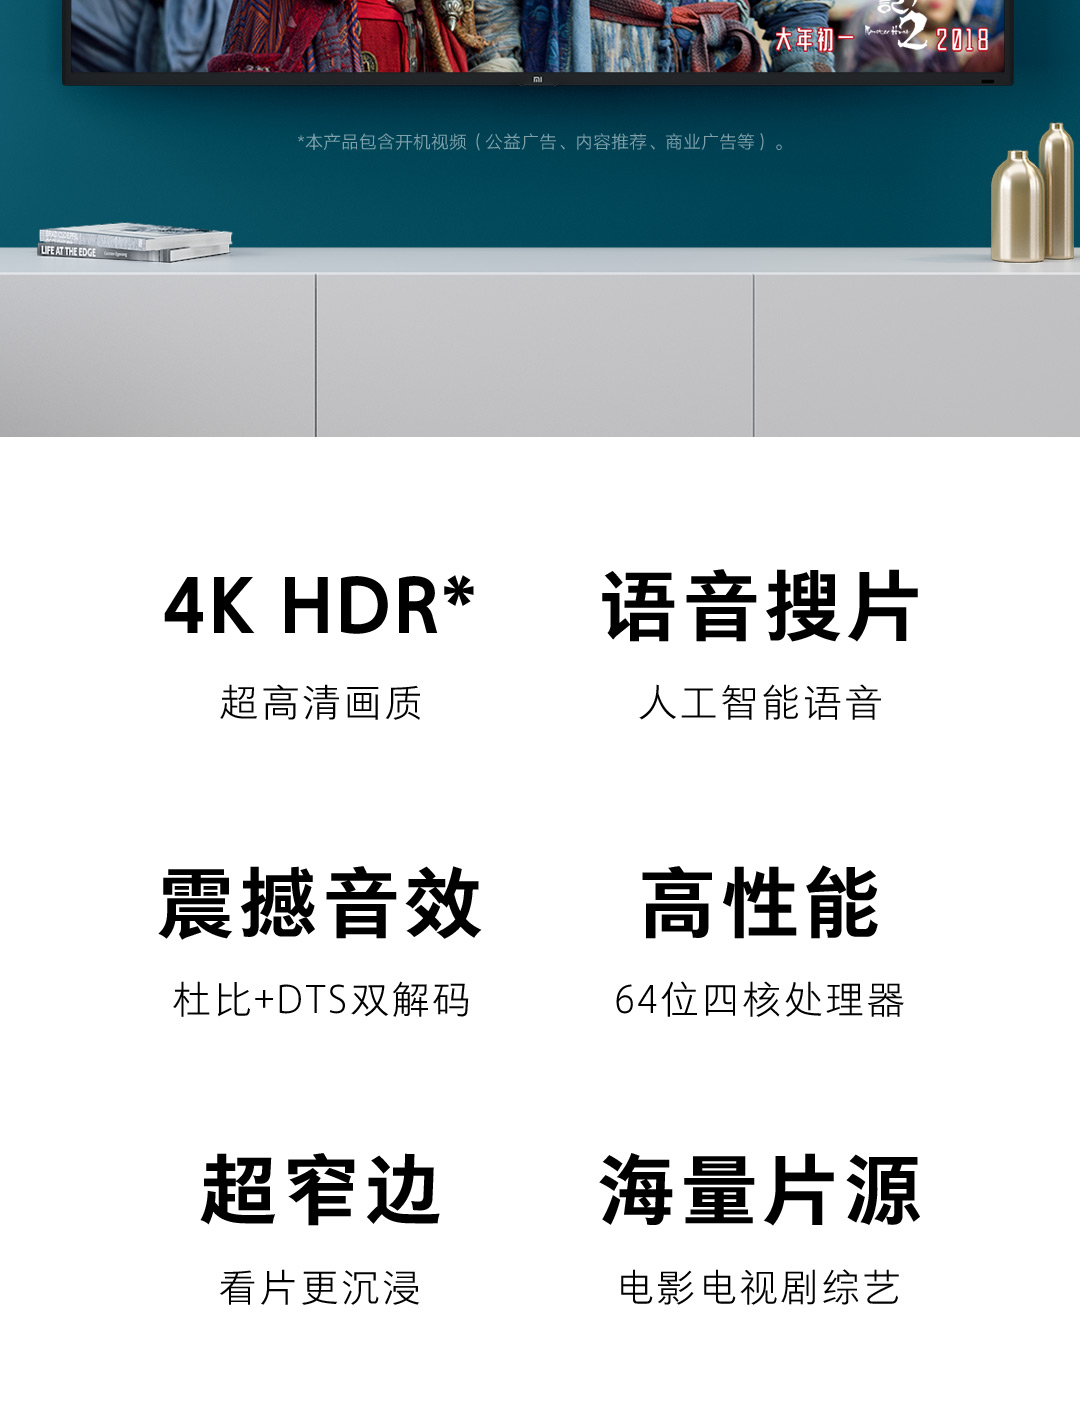 記2
大年初一
2018
mi
*本产品包含开机视频（公益广告、内容推荐、商业广告等）。
LIFE AT THE EDGE
4K HDR*
语音搜片
超高清画质
人工智能语音
震撼音效
高性能
杜比+DTS双解码
64位四核处理器
超窄边
海量片源
看片更沉浸
电影电视剧综艺